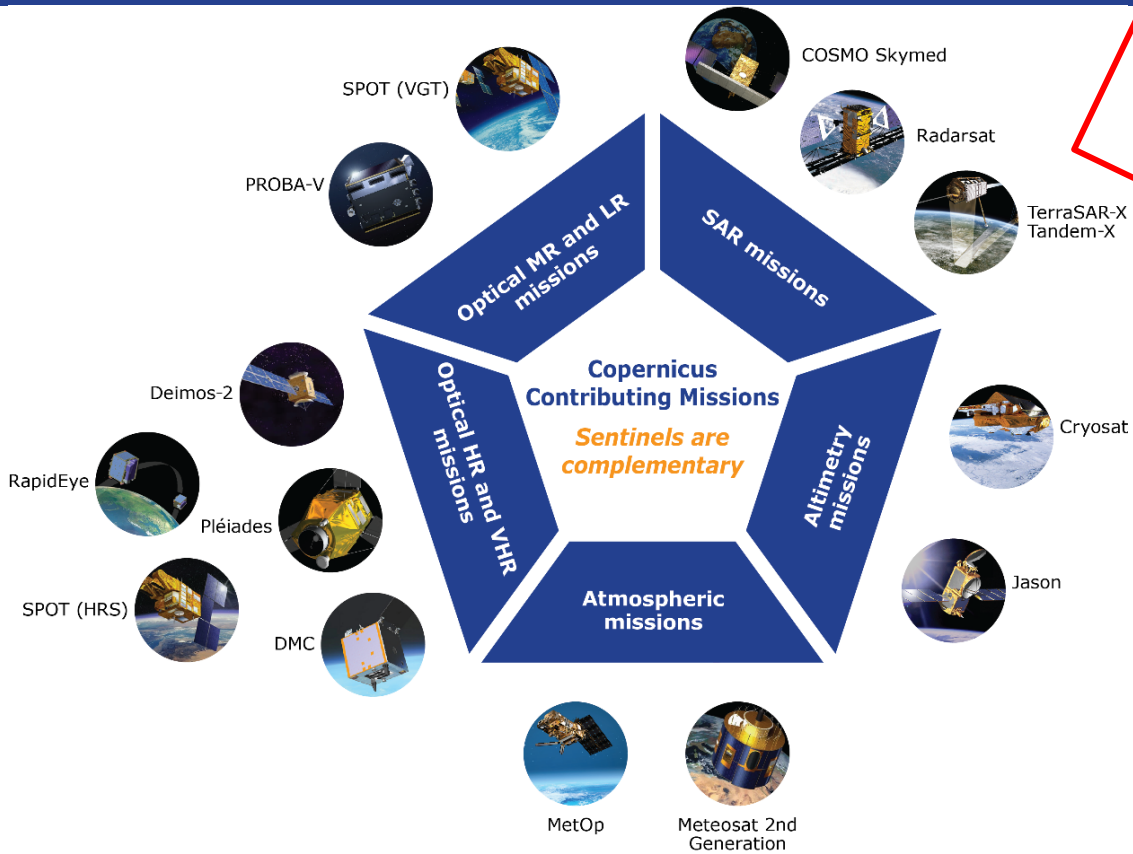 COSMO Skymed
SPOT (VGT)
Radarsat
PROBA-V
TerraSAR-X
Tandem-X
Optical MR and LR
missions
SAR missions
Copernicus
Contributing Missions
Sentinels are
complementary
Deimos-2
Optical HR and VHR
missions
Cryosat
Altimetry
missions
RapidEye
Pléiades
Jason
SPOT (HRS)
DMC
Atmospheric
missions
MetOp
Meteosat 2nd
Generation